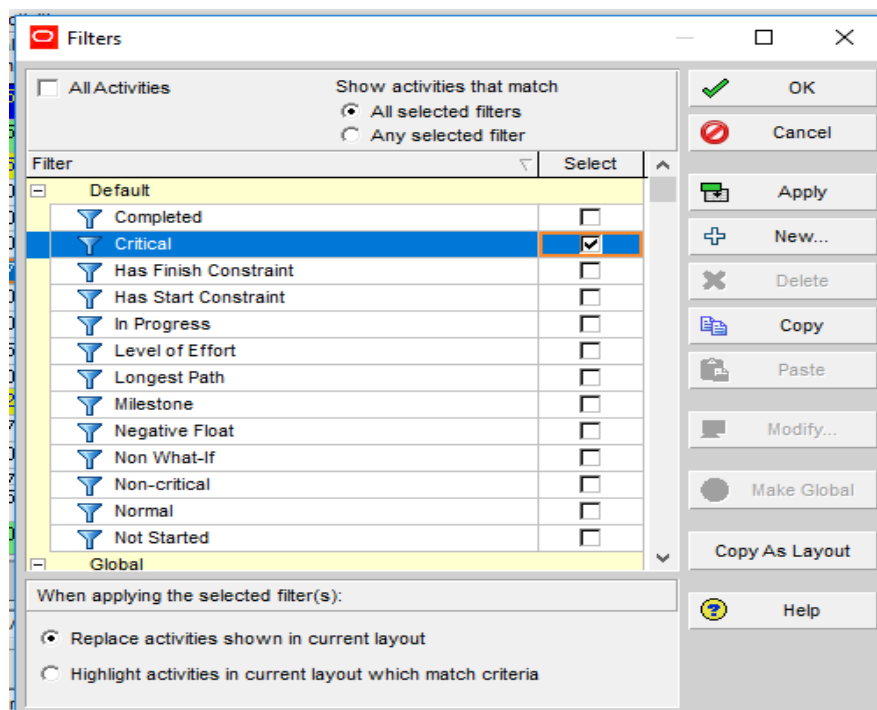 Filters
All Activities
Show activities that match
All selected filters
Any selected filter
OK
Cancel
Filter Select
Default
Completed
Critical
Has Finish Constraint
Has Start Constraint
In Progress
Level of Effort
Longest Path
Milestone
Negative Float
Non What-If
Non-critical
Normal
Not Started
Global
Apply
New...
Delete
Copy
Paste
Modify...
Make Global
Copy As Layout
Help
When applying the selected filter(s):
Replace activities shown in current layout
Highlight activities in current layout which match criteria